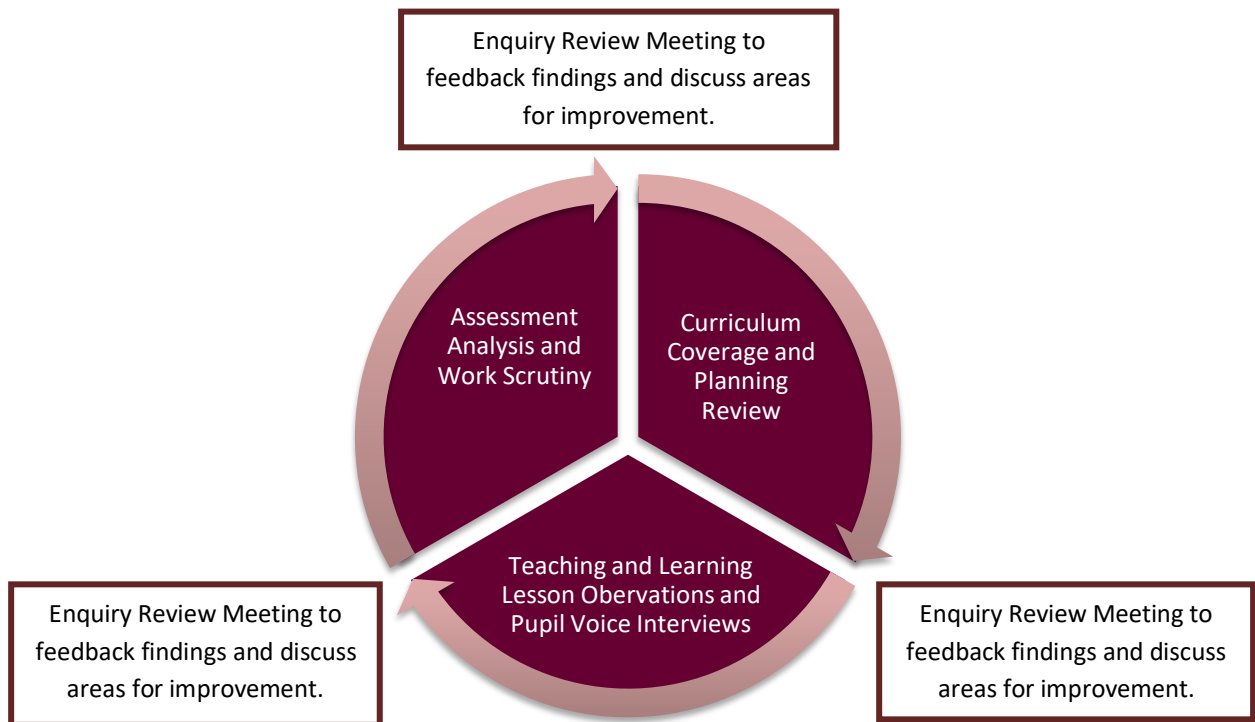 Enquiry Review Meeting to
feedback findings and discuss areas
for improvement.
Assessment
Analysis and
Work Scrutiny
Curriculum
Coverage and
Planning
Review
Teaching and Learning
Lesson Obervations and
Pupil Voice Interviews
Enquiry Review Meeting to
feedback findings and discuss
areas for improvement.
Enquiry Review Meeting to
feedback findings and discuss
areas for improvement.